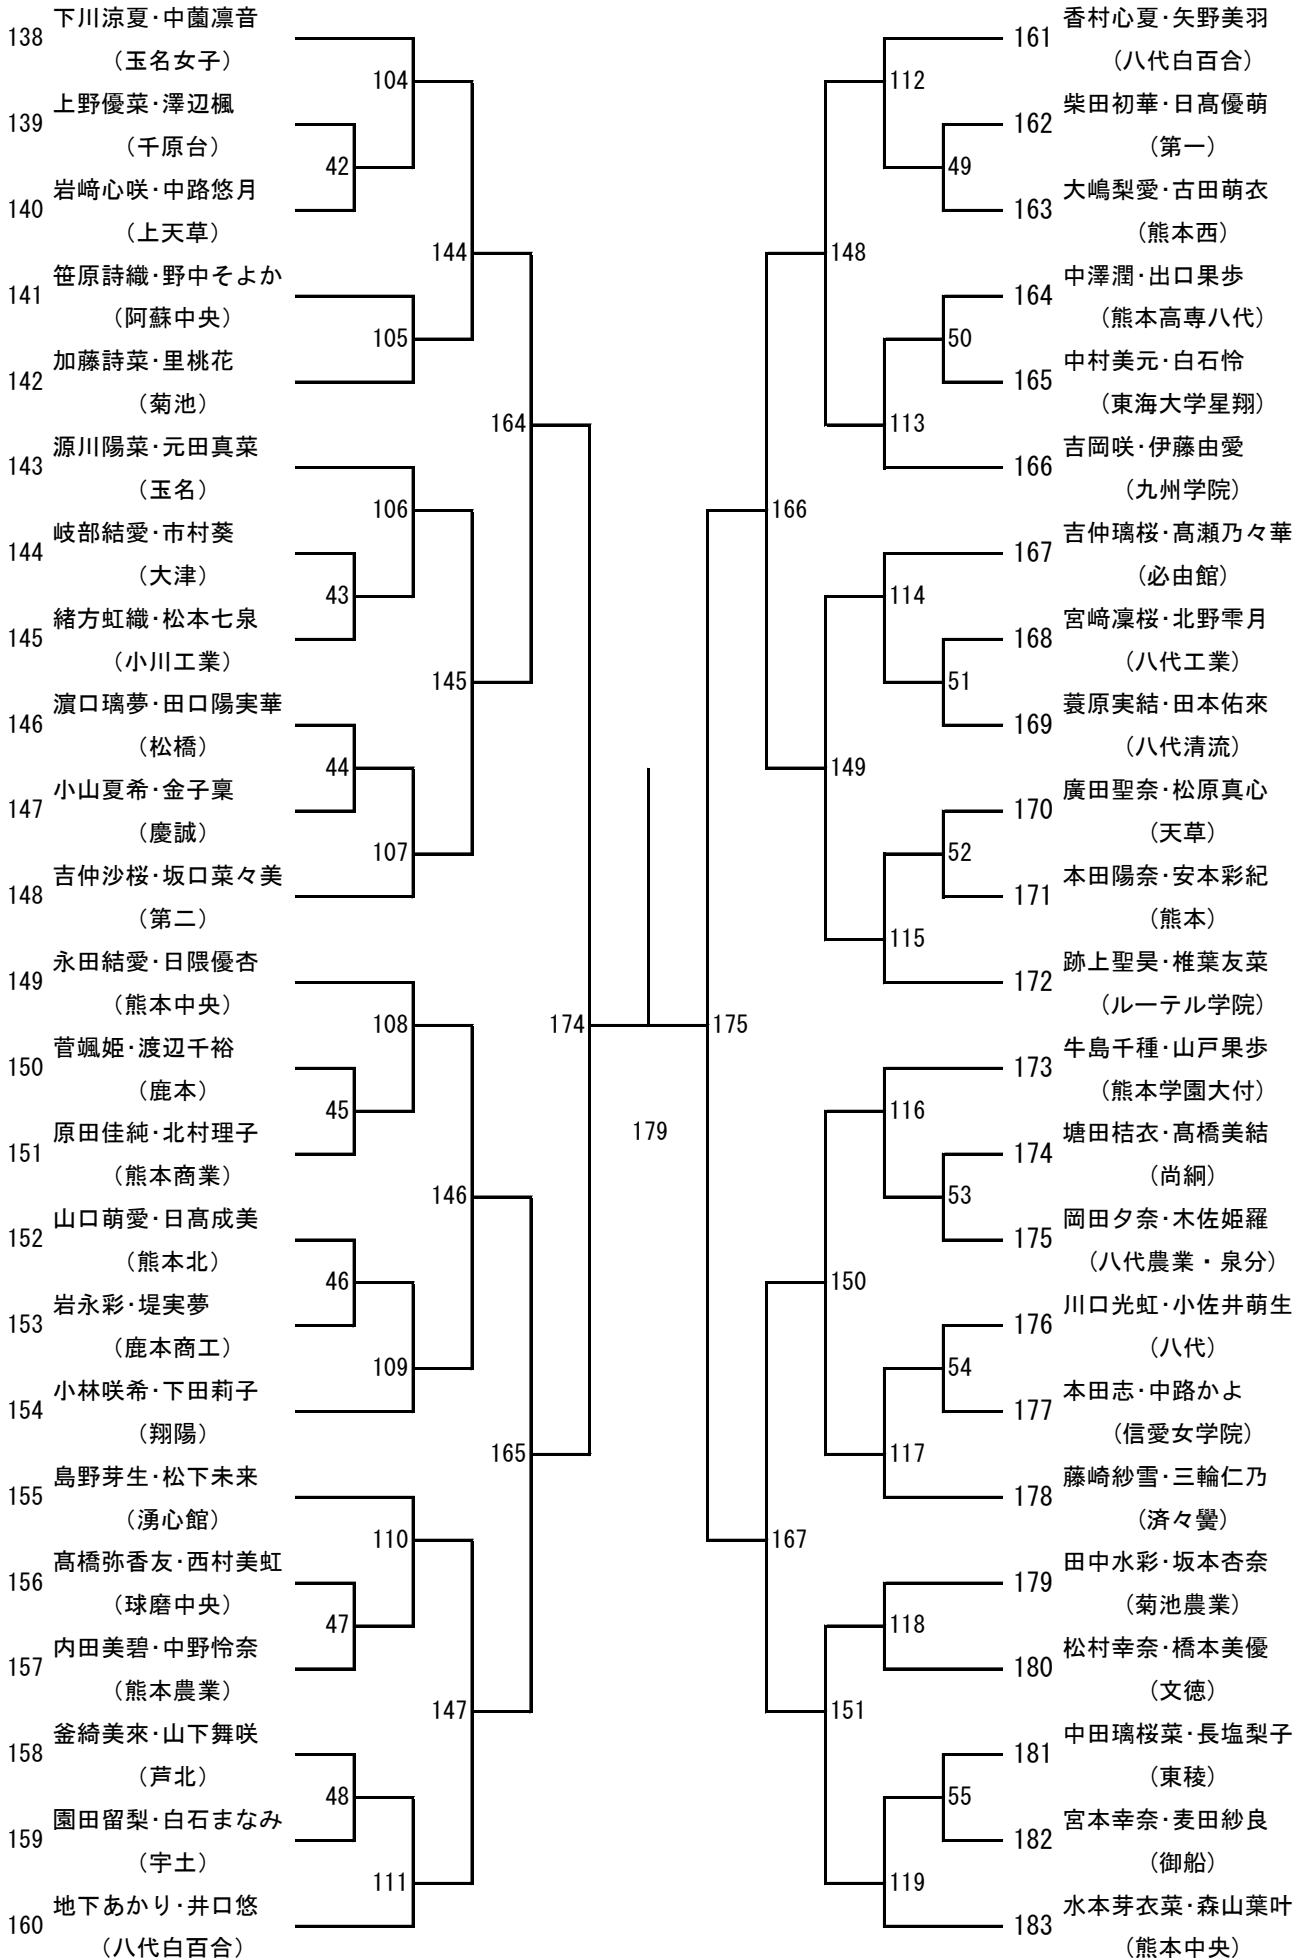 138 下川涼夏・中薗凛音
（玉名女子）
139 上野優菜・澤辺楓
（千原台）
140 岩﨑心咲・中路悠月
（上天草）
141 笹原詩織・野中そよか
（阿蘇中央）
142 加藤詩菜・里桃花
（菊池）
143 源川陽菜・元田真菜
（玉名）
144 岐部結愛・市村葵
（大津）
145 緒方虹織・松本七泉
（小川工業）
146 濵口璃夢・田口陽実華
（松橋）
147 小山夏希・金子稟
（慶誠）
148 吉仲沙桜・坂口菜々美
（第二）
149 永田結愛・日隈優杏
（熊本中央）
150 菅颯姫・渡辺千裕
（鹿本）
151 原田佳純・北村理子
（熊本商業）
152 山口萌愛・日髙成美
（熊本北）
153 岩永彩・堤実夢
（鹿本商工）
154 小林咲希・下田莉子
（翔陽）
155 島野芽生・松下未来
（湧心館）
156 髙橋弥香友・西村美虹
（球磨中央）
157 内田美碧・中野怜奈
（熊本農業）
158 釜綺美來・山下舞咲
（芦北）
159 園田留梨・白石まなみ
（宇土）
160 地下あかり・井口悠
（八代白百合）
104
42
144
105
164
106
43
145
44
107
174
108
45
146
46
109
165
110
47
147
48
111
179
175
112
49
148
50
113
166
114
51
149
52
115
116
53
150
54
117
167
118
151
55
119
161 香村心夏・矢野美羽
（八代白百合）
162 柴田初華・日髙優萌
（第一）
163 大嶋梨愛・古田萌衣
（熊本西）
164 中澤潤・出口果歩
（熊本高専八代）
165 中村美元・白石怜
（東海大学星翔）
166 吉岡咲・伊藤由愛
（九州学院）
167 吉仲璃桜・髙瀬乃々華
（必由館）
168 宮﨑凜桜・北野雫月
（八代工業）
169 蓑原実結・田本佑來
（八代清流）
170 廣田聖奈・松原真心
（天草）
171 本田陽奈・安本彩紀
（熊本）
172 跡上聖昊・椎葉友菜
（ルーテル学院）
173 牛島千種・山戸果歩
（熊本学園大付）
174 塘田桔衣・髙橋美結
（尚絅）
175 岡田夕奈・木佐姫羅
（八代農業・泉分）
176 川口光虹・小佐井萌生
（八代）
177 本田志・中路かよ
（信愛女学院）
178 藤崎紗雪・三輪仁乃
（済々黌）
179 田中水彩・坂本杏奈
（菊池農業）
180 松村幸奈・橋本美優
（文徳）
181 中田璃桜菜・長塩梨子
（東稜）
182 宮本幸奈・麦田紗良
（御船）
183 水本芽衣菜・森山葉叶
（熊本中央）